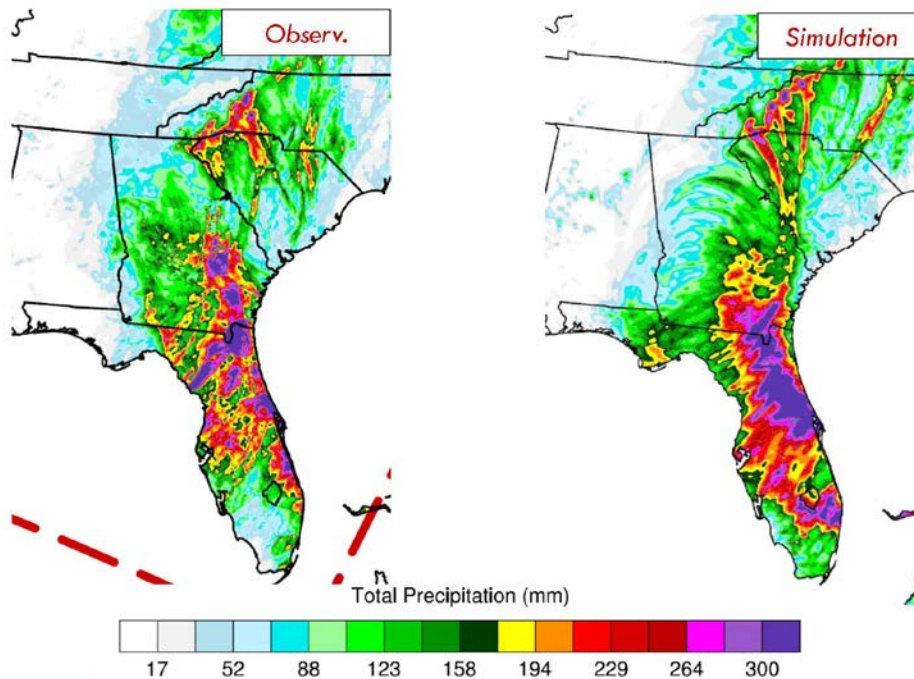 Observ.
Simulation
Total Precipitation (mm)
17 52 88 123 158 194 229 264 300